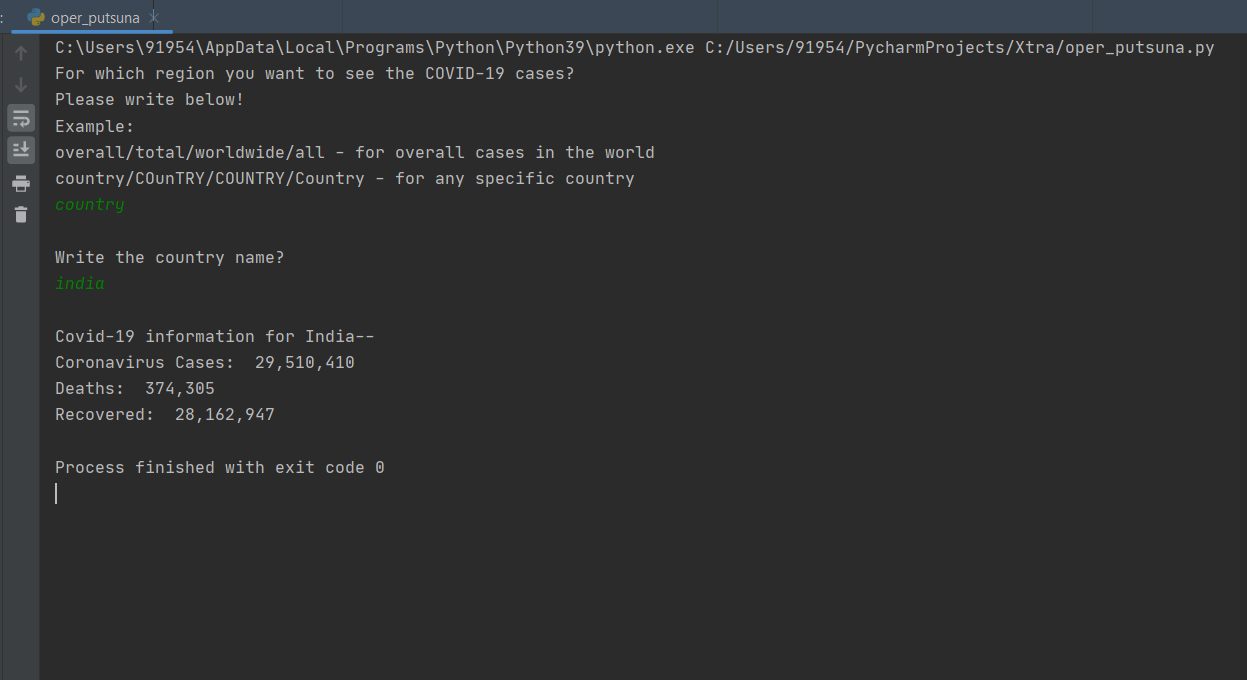 oper_putsuna
C:\Users\91954\AppData\Local\Programs\Python\Python39\python.exe C:/Users/91954/PycharmProjects/Xtra/oper_putsuna.py
For which region you want to see the COVID-19 cases?
Please write below!
Example:
overall/total/worldwide/all - for overall cases in the world
country/COunTRY/COUNTRY/Country - for any specific country
country
Write the country name?
india
Covid-19 information for India--
Coronavirus Cases:  29,510,410
Deaths:  374,305
Recovered:  28,162,947
Process finished with exit code 0